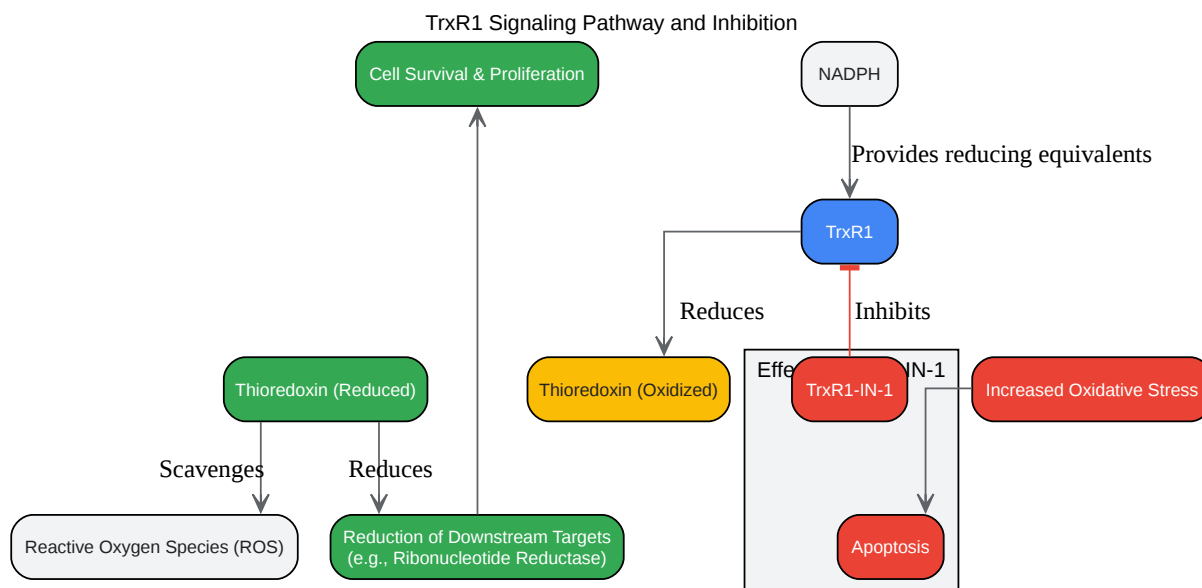 TrxR1 Signaling Pathway and Inhibition
Cell Survival & Proliferation
NADPH
Provides reducing equivalents
TrxR1
Reduces
Inhibits
Thioredoxin (Reduced)
Thioredoxin (Oxidized)
IN-1
TrxR1-IN-1
Increased Oxidative Stress
Scavenges
Reduces
Reactive Oxygen Species (ROS)
Reduction of Downstream Targets
(e.g., Ribonucleotide Reductase)
Apoptosis